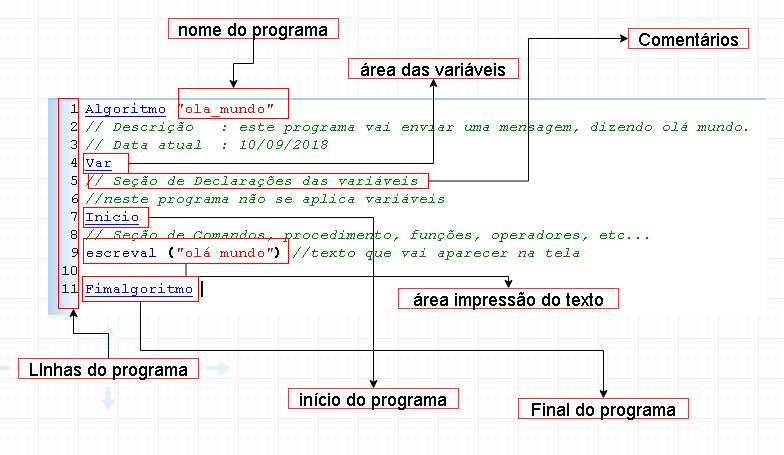 nome do programa
Comentários
área das variáveis
1 Algoritmo "ola_mundo"
2 // Descrição : este programa vai enviar uma mensagem, dizendo olá mundo.
3 // Data atual : 10/09/2018
4 Var
5 // Seção de Declarações das variáveis
6 //neste programa não se aplica variáveis
7 Inicio
8 // Seção de Comandos, procedimento, funções, operadores, etc...
9 escreval ("olá mundo") //texto que vai aparecer na tela
10
11 Fimalgoritmo
área impressão do texto
LInhas do programa
início do programa
Final do programa